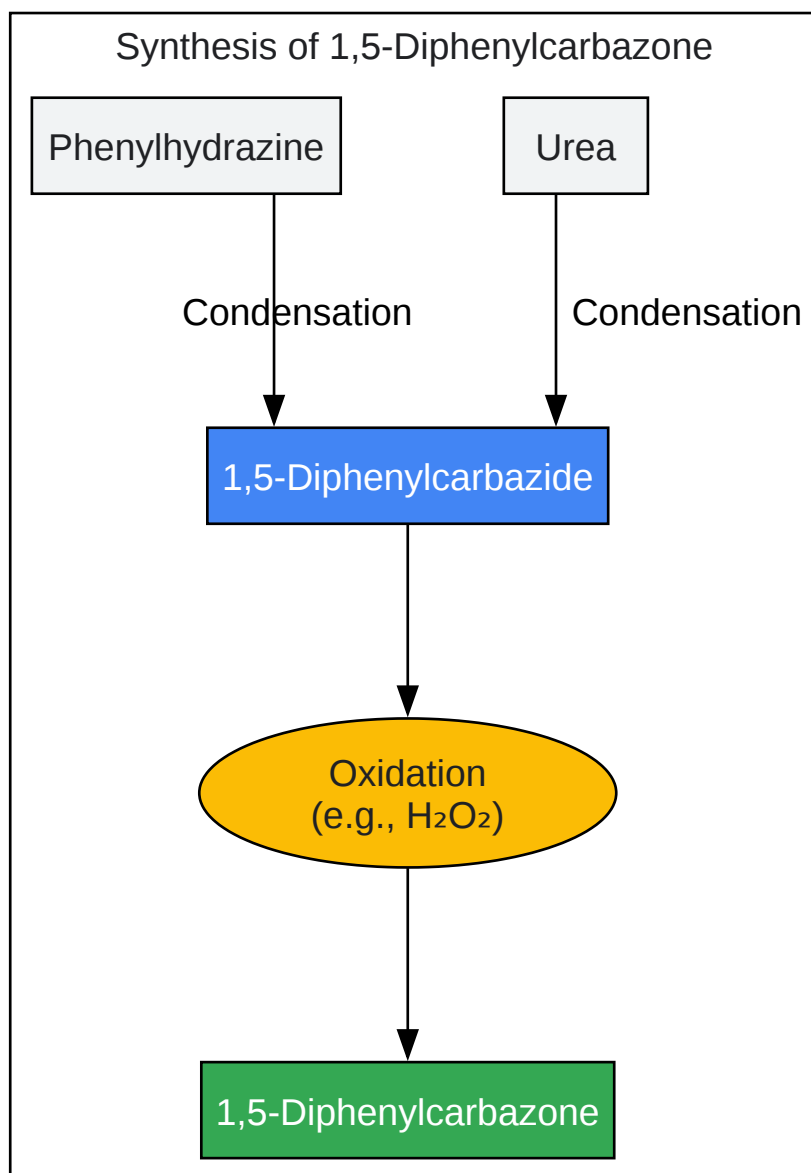 Synthesis of 1,5-Diphenylcarbazone
Phenylhydrazine
Urea
Condensation
Condensation
1,5-Diphenylcarbazide
Oxidation
(e.g., H₂O₂)
1,5-Diphenylcarbazone